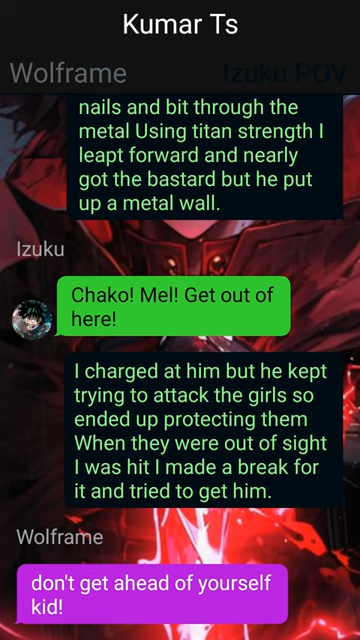 Kumar Ts
Wolframe
Izuku POV
nails and bit through the
metal Using titan strength I
leapt forward and nearly
got the bastard but he put
up a metal wall.
Izuku
Chako! Mel! Get out of
here!
I charged at him but he kept
trying to attack the girls so
ended up protecting them
When they were out of sight
I was hit I made a break for
it and tried to get him.
Wolframe
don't get ahead of yourself
kid!